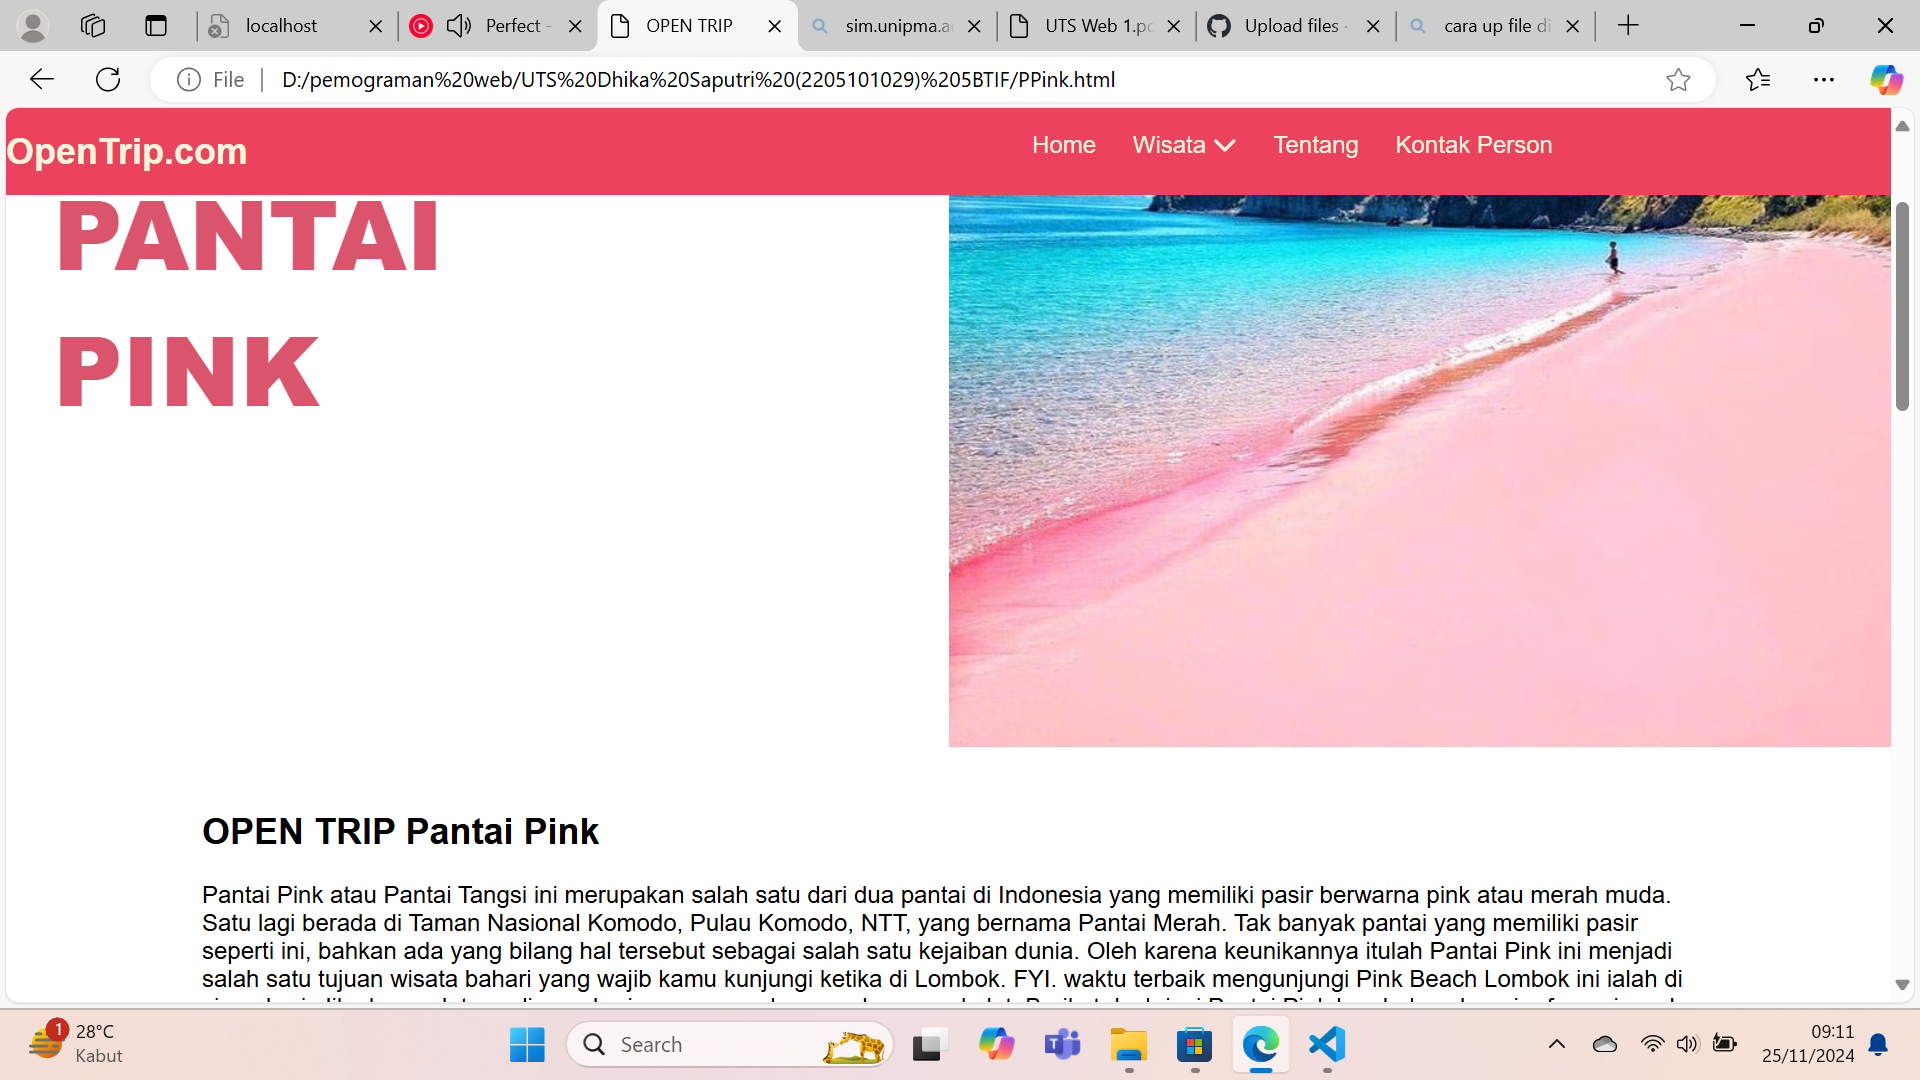 localhost
Perfect -
OPEN TRIP
sim.unipma.a
UTS Web 1.p
Upload files ·
cara up file di
File
D:/pemograman%20web/UTS%20Dhika%20Saputri%20(2205101029)%205BTIF/PPink.html
OpenTrip.com
Home
Wisata
Tentang
Kontak Person
PANTAI
PINK
OPEN TRIP Pantai Pink
Pantai Pink atau Pantai Tangsi ini merupakan salah satu dari dua pantai di Indonesia yang memiliki pasir berwarna pink atau merah muda.
Satu lagi berada di Taman Nasional Komodo, Pulau Komodo, NTT, yang bernama Pantai Merah. Tak banyak pantai yang memiliki pasir
seperti ini, bahkan ada yang bilang hal tersebut sebagai salah satu kejaiban dunia. Oleh karena keunikannya itulah Pantai Pink ini menjadi
salah satu tujuan wisata bahari yang wajib kamu kunjungi ketika di Lombok. FYI. waktu terbaik mengunjungi Pink Beach Lombok ini ialah di
1
28°C
Kabut
Search
09:11
25/11/2024